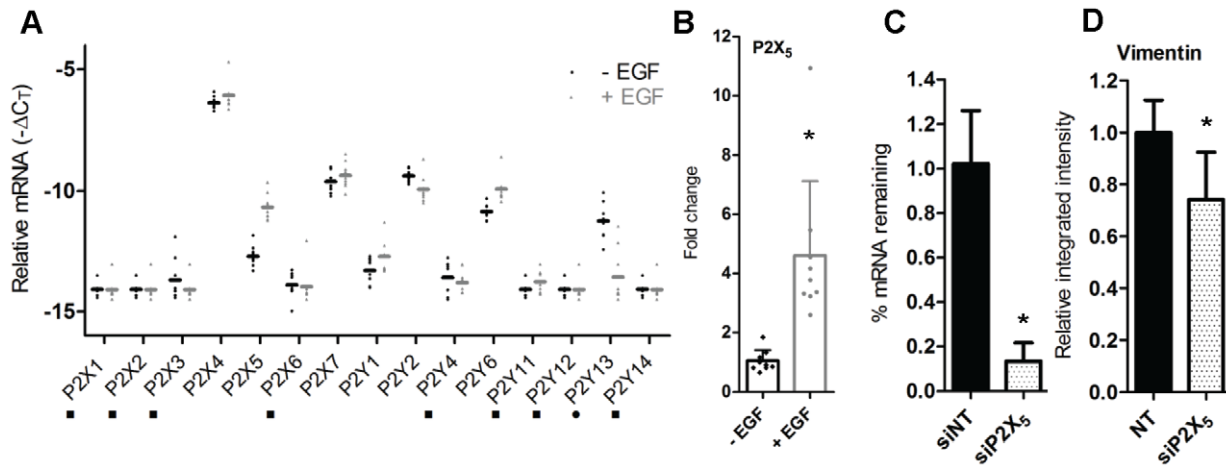 A
Relative mRNA (-ΔCT)
-5
-10
-15
- EGF
+ EGF
P2X1
P2X2
P2X3
P2X4
P2X5
P2X6
P2X7
P2Y1
P2Y2
P2Y4
P2Y6
P2Y11
P2Y12
P2Y13
P2Y14
B
P2X5
Fold change
12
10
8
6
4
2
0
*
- EGF
+ EGF
C
% mRNA remaining
1.4
1.2
1.0
0.8
0.6
0.4
0.2
0.0
*
siNT
siP2X5
D
Vimentin
Relative integrated intensity
1.2
1.0
0.8
0.6
0.4
0.2
0.0
*
NT
siP2X5